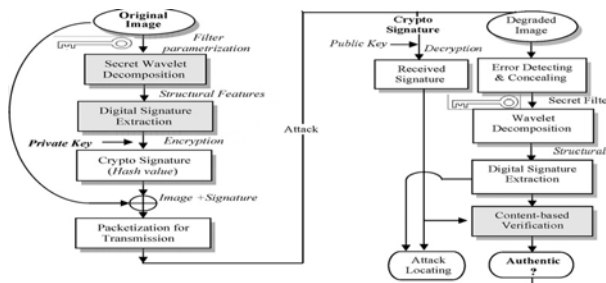 Original Image
Filter
parametrization
Secret Wavelet
Decomposition
Structural Features
Digital Signature
Extraction
Private Key
Encryption
Crypto Signature
(Hash value)
Image +Signature
Packetization for
Transmission
Attack
Crypto
Signature
Public Key
Decryption
Received
Signature
Degraded
Image
Error Detecting
& Concealing
Secret Filte
Wavelet
Decomposition
Structural
Digital Signature
Extraction
Content-based
Verification
Attack
Locating
Authentic
?